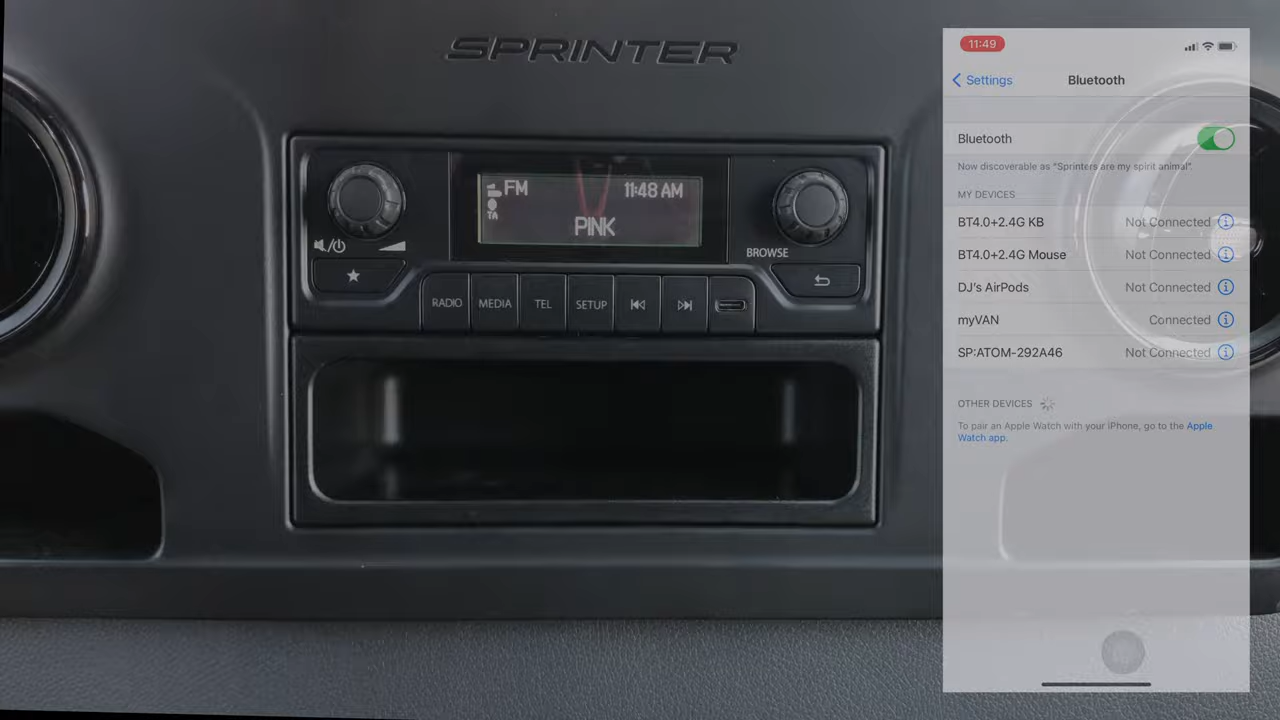 SPRINTER
FM 11:48 AM
TA
PINK
BROWSE
RADIO MEDIA TEL SETUP
11:49
Settings Bluetooth
Bluetooth
Now discoverable as “Sprinters are my spirit animal”.
MY DEVICES
BT4.0+2.4G KB Not Connected
BT4.0+2.4G Mouse Not Connected
DJ's AirPods Not Connected
myVAN Connected
SP:ATOM-292A46 Not Connected
OTHER DEVICES
To pair an Apple Watch with your iPhone, go to the Apple
Watch app.